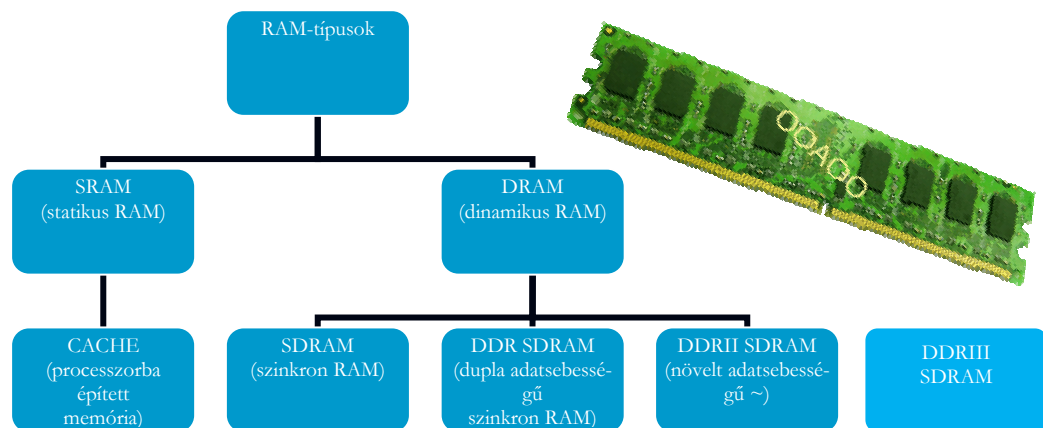 RAM-típusok
SRAM
(statikus RAM)
DRAM
(dinamikus RAM)
CACHE
(processzorba
épített
memória)
SDRAM
(szinkron RAM)
DDR SDRAM
(dupla adatsebessé-
gű
szinkron RAM)
DDRII SDRAM
(növelt adatsebessé-
gű ~)
DDRIII
SDRAM